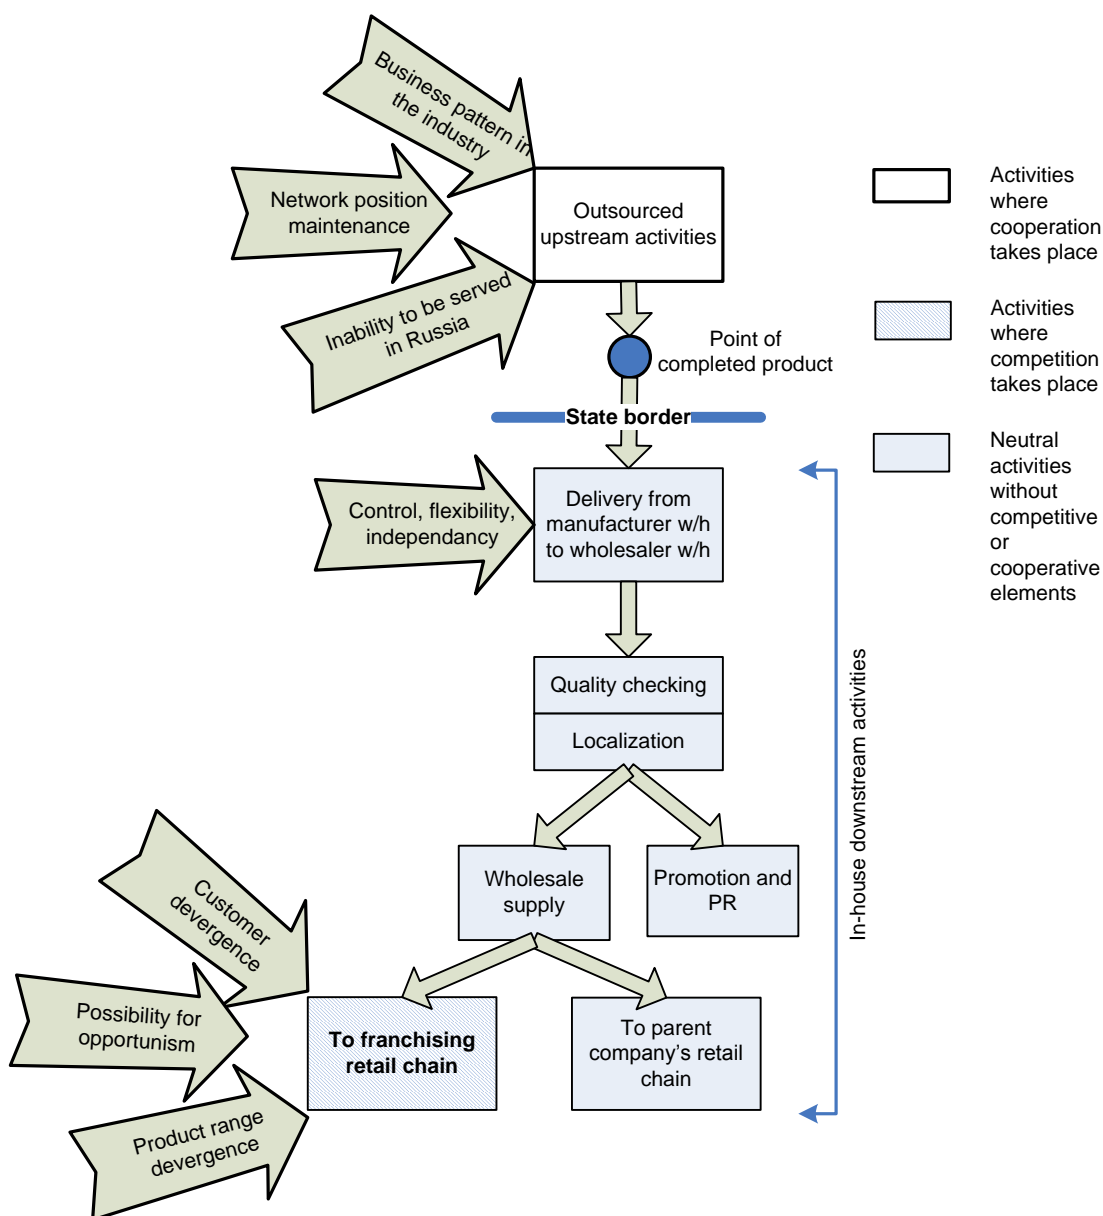 Business pattern in
the industry
Network position
maintenance
Inability to be served
in Russia
Outsourced
upstream activities
Point of
completed product
State border
Control, flexibility,
independancy
Delivery from
manufacturer w/h
to wholesaler w/h
Quality checking
Localization
Wholesale
supply
Promotion and
PR
Customer
devergence
Possibility for
opportunism
Product range
devergence
To franchising
retail chain
To parent
company's retail
chain
In-house downstream activities
Activities
where
cooperation
takes place
Activities
where
competition
takes place
Neutral
activities
without
competitive
or
cooperative
elements